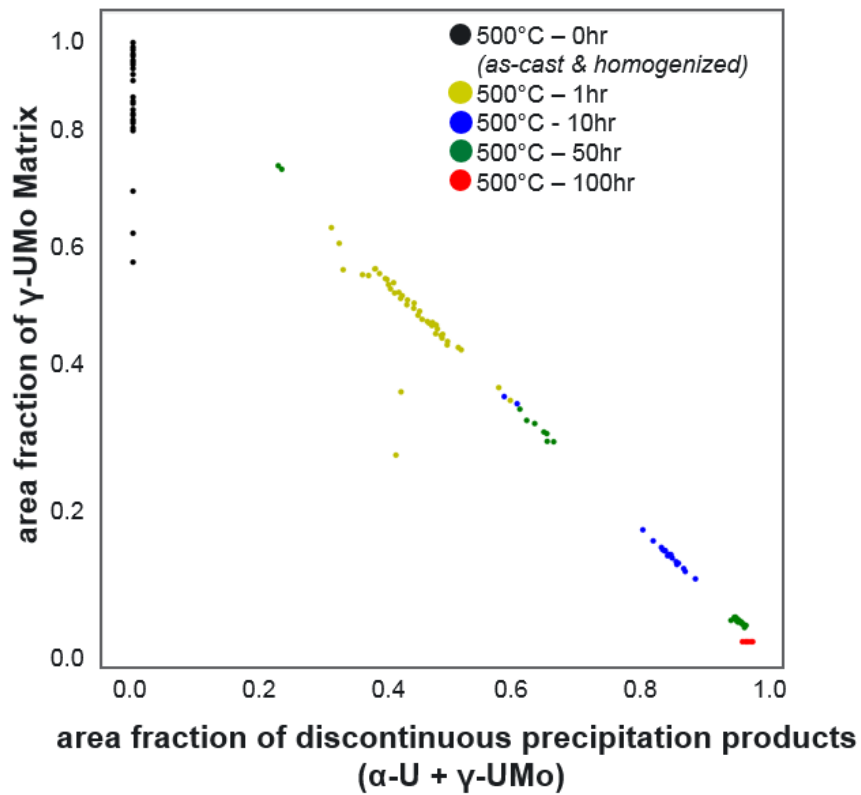 500°C – 0hr
(as-cast & homogenized)
500°C – 1hr
500°C - 10hr
500°C – 50hr
500°C – 100hr
area fraction of γ-UMo Matrix
1.0
0.8
0.6
0.4
0.2
0.0
0.0 0.2 0.4 0.6 0.8 1.0
area fraction of discontinuous precipitation products
(α-U + γ-UMo)